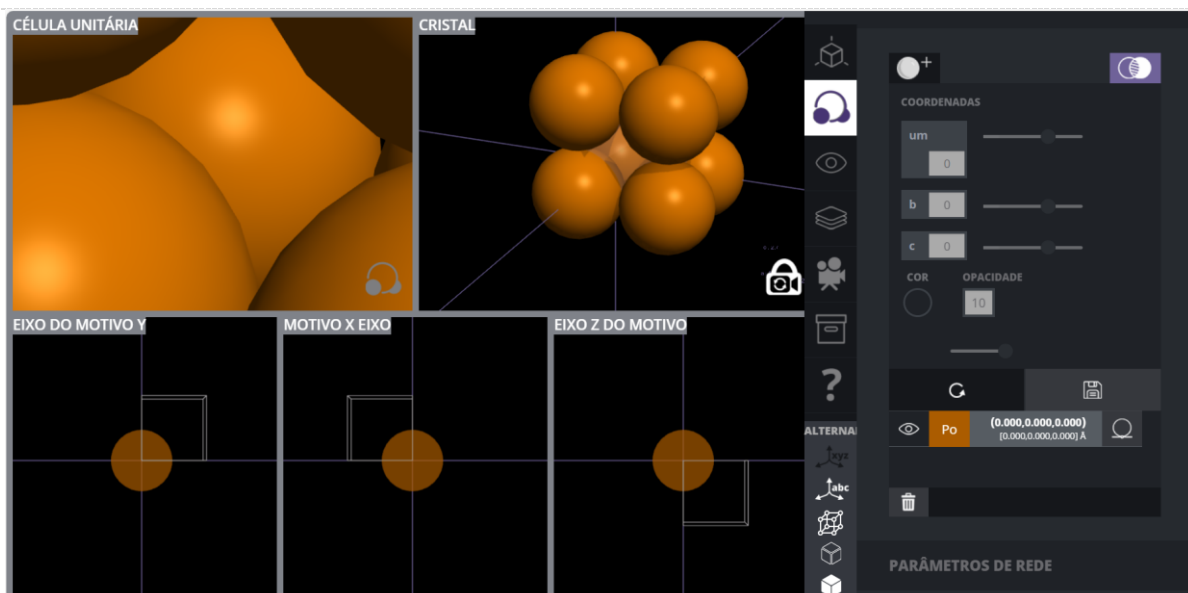 CÉLULA UNITÁRIA
CRISTAL
COORDENADAS
um
0
b
0
c
0
COR
OPACIDADE
10
EIXO DO MOTIVO Y
MOTIVO X EIXO
EIXO Z DO MOTIVO
?
ALTERNA
xyz
abc
Po
(0.000,0.000,0.000)
[0.000,0.000,0.000] Å
PARÂMETROS DE REDE